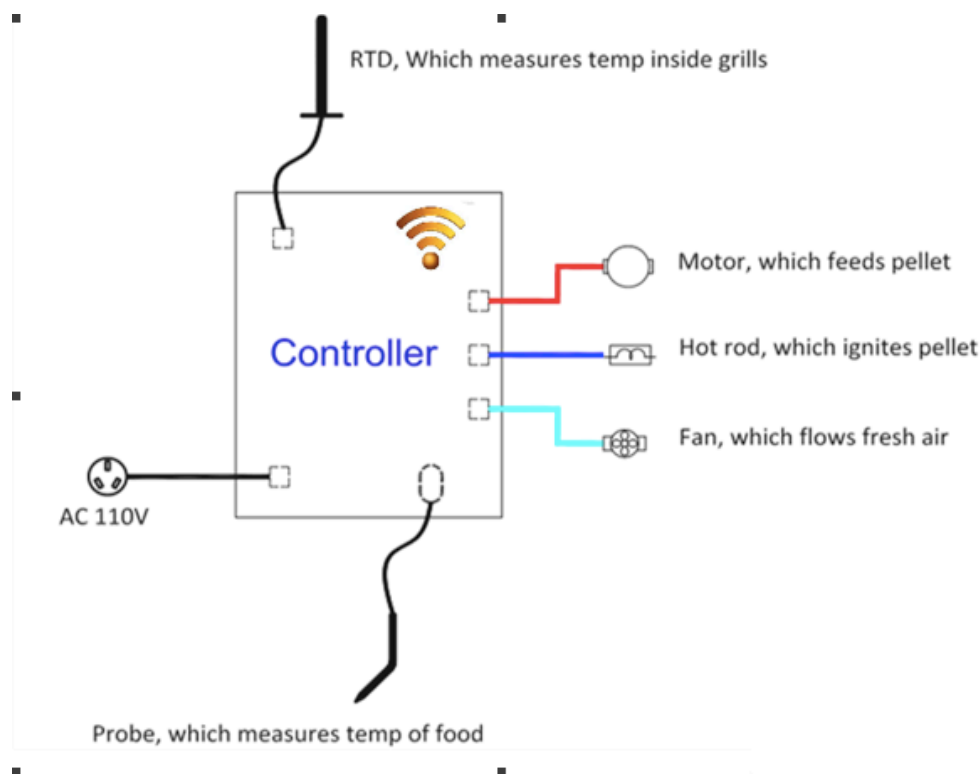 RTD, Which measures temp inside grills
Motor, which feeds pellet
Controller
Hot rod, which ignites pellet
Fan, which flows fresh air
AC 110V
Probe, which measures temp of food